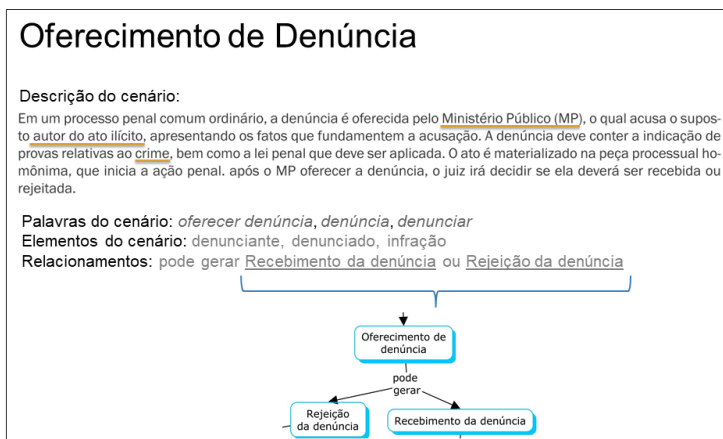 Oferecimento de Denúncia
Descrição do cenário:
Em um processo penal comum ordinário, a denúncia é oferecida pelo Ministério Público (MP), o qual acusa o supos-
to autor do ato ilícito, apresentando os fatos que fundamentem a acusação. A denúncia deve conter a indicação de
provas relativas ao crime, bem como a lei penal que deve ser aplicada. O ato é materializado na peça processual ho-
mônima, que inicia a ação penal. após o MP oferecer a denúncia, o juiz irá decidir se ela deverá ser recebida ou
rejeitada.
Palavras do cenário: oferecer denúncia, denúncia, denunciar
Elementos do cenário: denunciante, denunciado, infração
Relacionamentos: pode gerar Recebimento da denúncia ou Rejeição da denúncia
Oferecimento de
denúncia
pode
gerar
Rejeição
da denúncia
Recebimento da denúncia